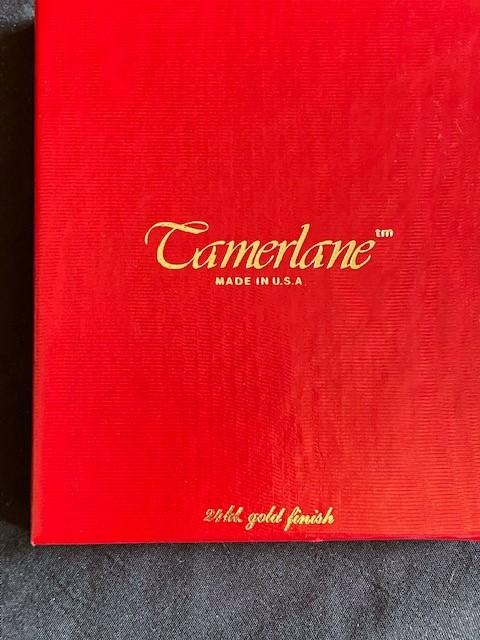 Tamerlane™
MADE IN U.S.A.
24kt. gold finish